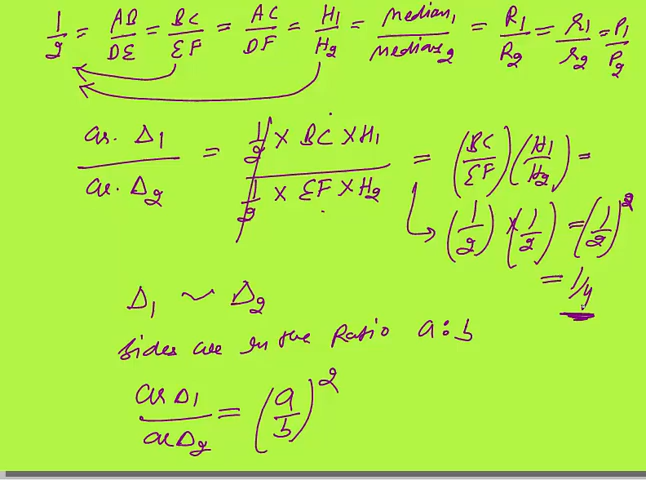 1/2 = AB/DE = BC/EF = AC/DF = H1/H2 = Median1/Median2 = R1/R2 = r1/r2 = P1/P2
ar. Δ1/ar. Δ2 = 1/2 × BC × H1 / 1/2 × EF × H2 = (BC/EF) (H1/H2) =
(1/2) × (1/2) = (1/2)²
= 1/4
Δ1 ~ Δ2
Sides are in the Ratio a:b
ar Δ1/ar Δ2 = (a/b)²